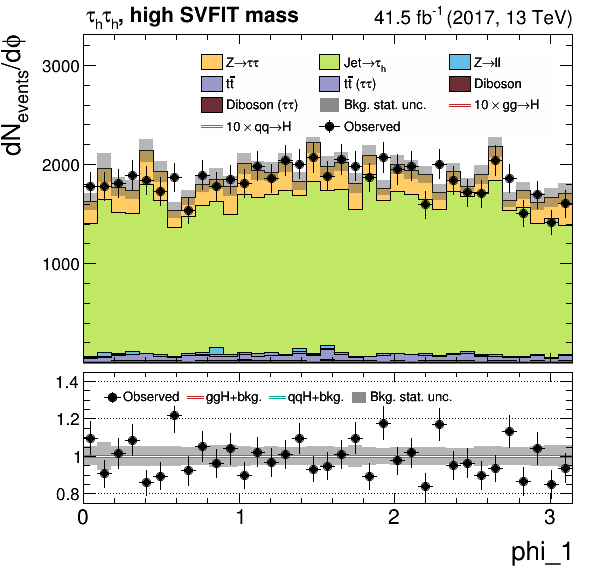 τhτh, high SVFIT mass 41.5 fb⁻¹ (2017, 13 TeV)
dNevents/dϕ
3000
2000
1000
Z→ττ Jet→τh Z→ll
tt̄ tt̄ (ττ) Diboson
Diboson (ττ) Bkg. stat. unc. 10 × gg→H
10 × qq→H Observed
1.4
1.2
1
0.8
Observed ggH+bkg. qqH+bkg. Bkg. stat. unc.
0 1 2 3
phi_1